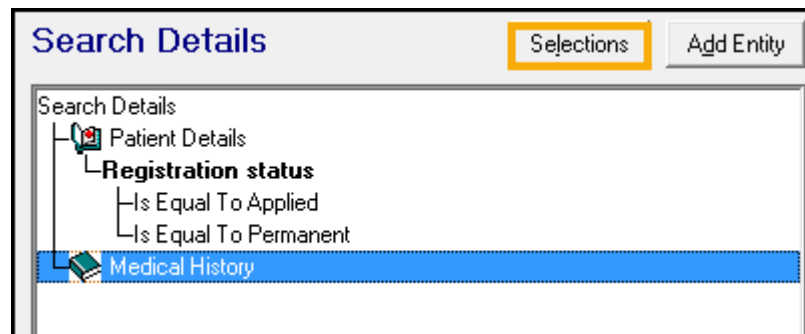 Search Details
Selections
Add Entity
Search Details
Patient Details
Registration status
Is Equal To Applied
Is Equal To Permanent
Medical History